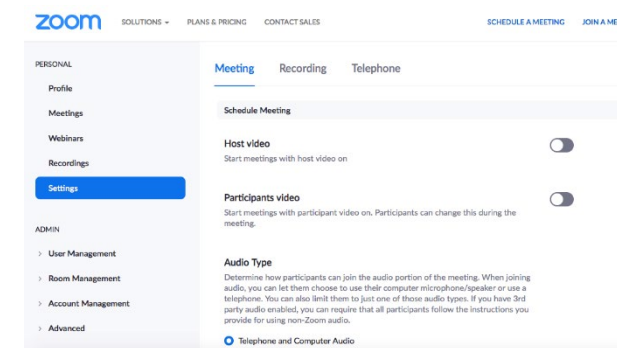 zoom SOLUTIONS PLANS & PRICING CONTACT SALES SCHEDULE A MEETING JOIN A ME
PERSONAL
Profile
Meetings
Webinars
Recordings
Settings
ADMIN
> User Management
> Room Management
> Account Management
> Advanced
Meeting Recording Telephone
Schedule Meeting
Host video
Start meetings with host video on
Participants video
Start meetings with participant video on. Participants can change this during the
meeting.
Audio Type
Determine how participants can join the audio portion of the meeting. When joining
audio, you can let them choose to use their computer microphone/speaker or use a
telephone. You can also limit them to just one of those audio types. If you have 3rd
party audio enabled, you can require that all participants follow the instructions you
provide for using non-Zoom audio.
Telephone and Computer Audio